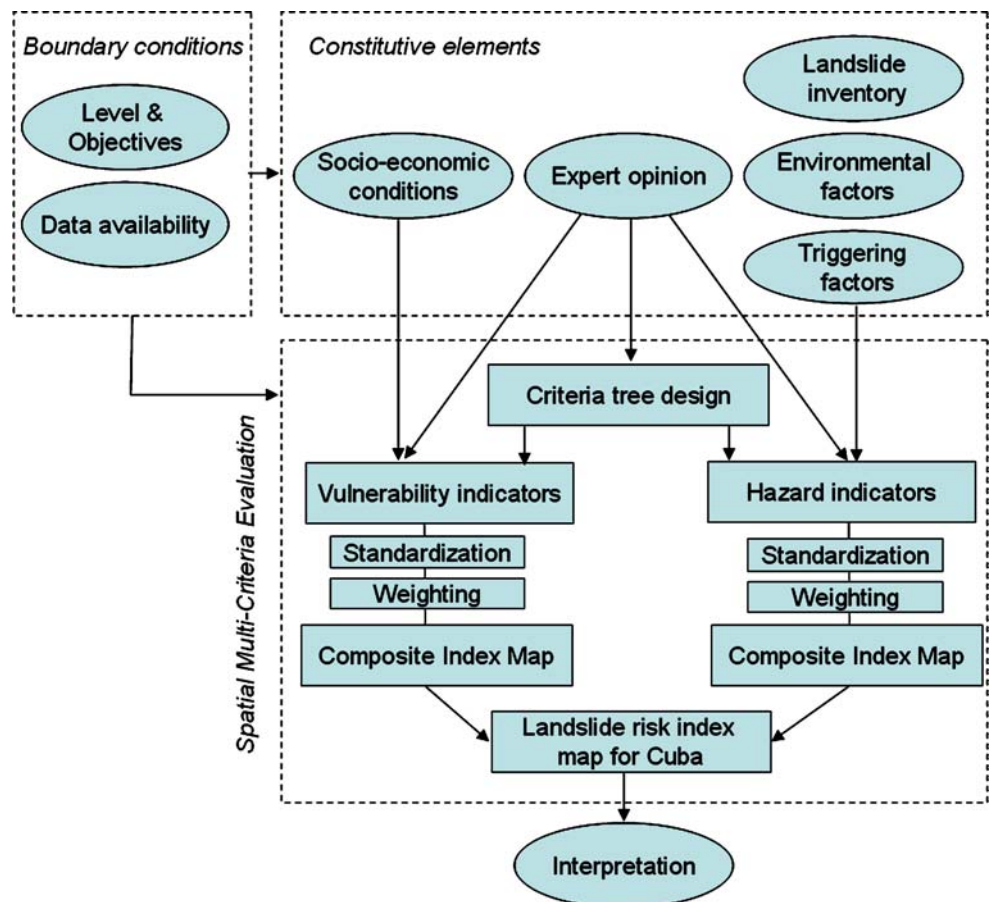 Boundary conditions
Level &
Objectives
Data availability
Constitutive elements
Landslide
inventory
Socio-economic
conditions
Expert opinion
Environmental
factors
Triggering
factors
Spatial Multi-Criteria Evaluation
Criteria tree design
Vulnerability indicators
Hazard indicators
Standardization
Standardization
Weighting
Weighting
Composite Index Map
Composite Index Map
Landslide risk index
map for Cuba
Interpretation